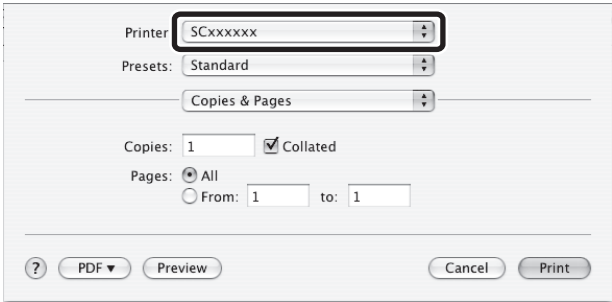 Printer SCxxxxxx
Presets: Standard
Copies & Pages
Copies: 1 Collated
Pages: All
From: 1 to: 1
? PDF ▼ Preview Cancel Print